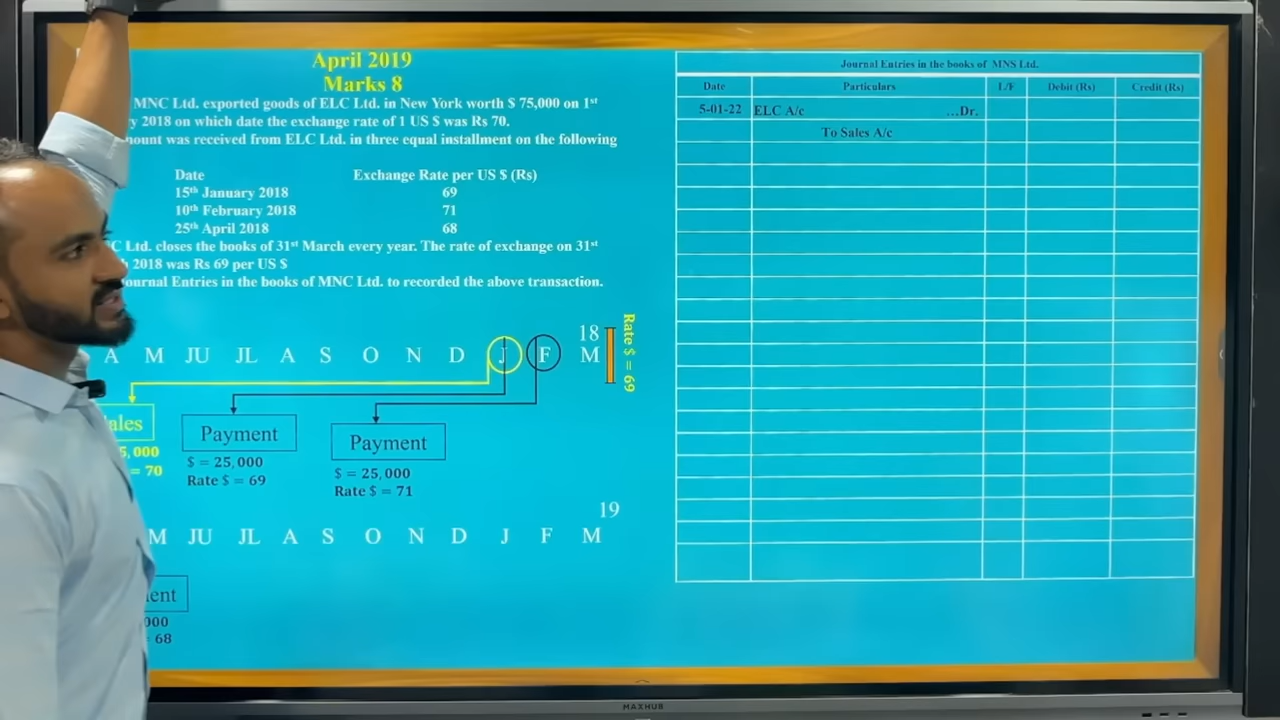 April 2019
Marks 8
MNC Ltd. exported goods of ELC Ltd. in New York worth $ 75,000 on 1st
y 2018 on which date the exchange rate of 1 US $ was Rs 70.
nount was received from ELC Ltd. in three equal installment on the following
Date Exchange Rate per US $ (Rs)
15th January 2018 69
10th February 2018 71
25th April 2018 68
C Ltd. closes the books of 31st March every year. The rate of exchange on 31st
h 2018 was Rs 69 per US $
ournal Entries in the books of MNC Ltd. to recorded the above transaction.
18
A M JU JL A S O N D J F M
Rate $ = 69
ales
5,000
= 70
Payment
$ = 25,000
Rate $ = 69
Payment
$ = 25,000
Rate $ = 71
19
M JU JL A S O N D J F M
ent
000
68
Journal Entries in the books of MNS Ltd.
Date Particulars L/F Debit (Rs) Credit (Rs)
5-01-22 ELC A/c ...Dr.
To Sales A/c
MAXHUB